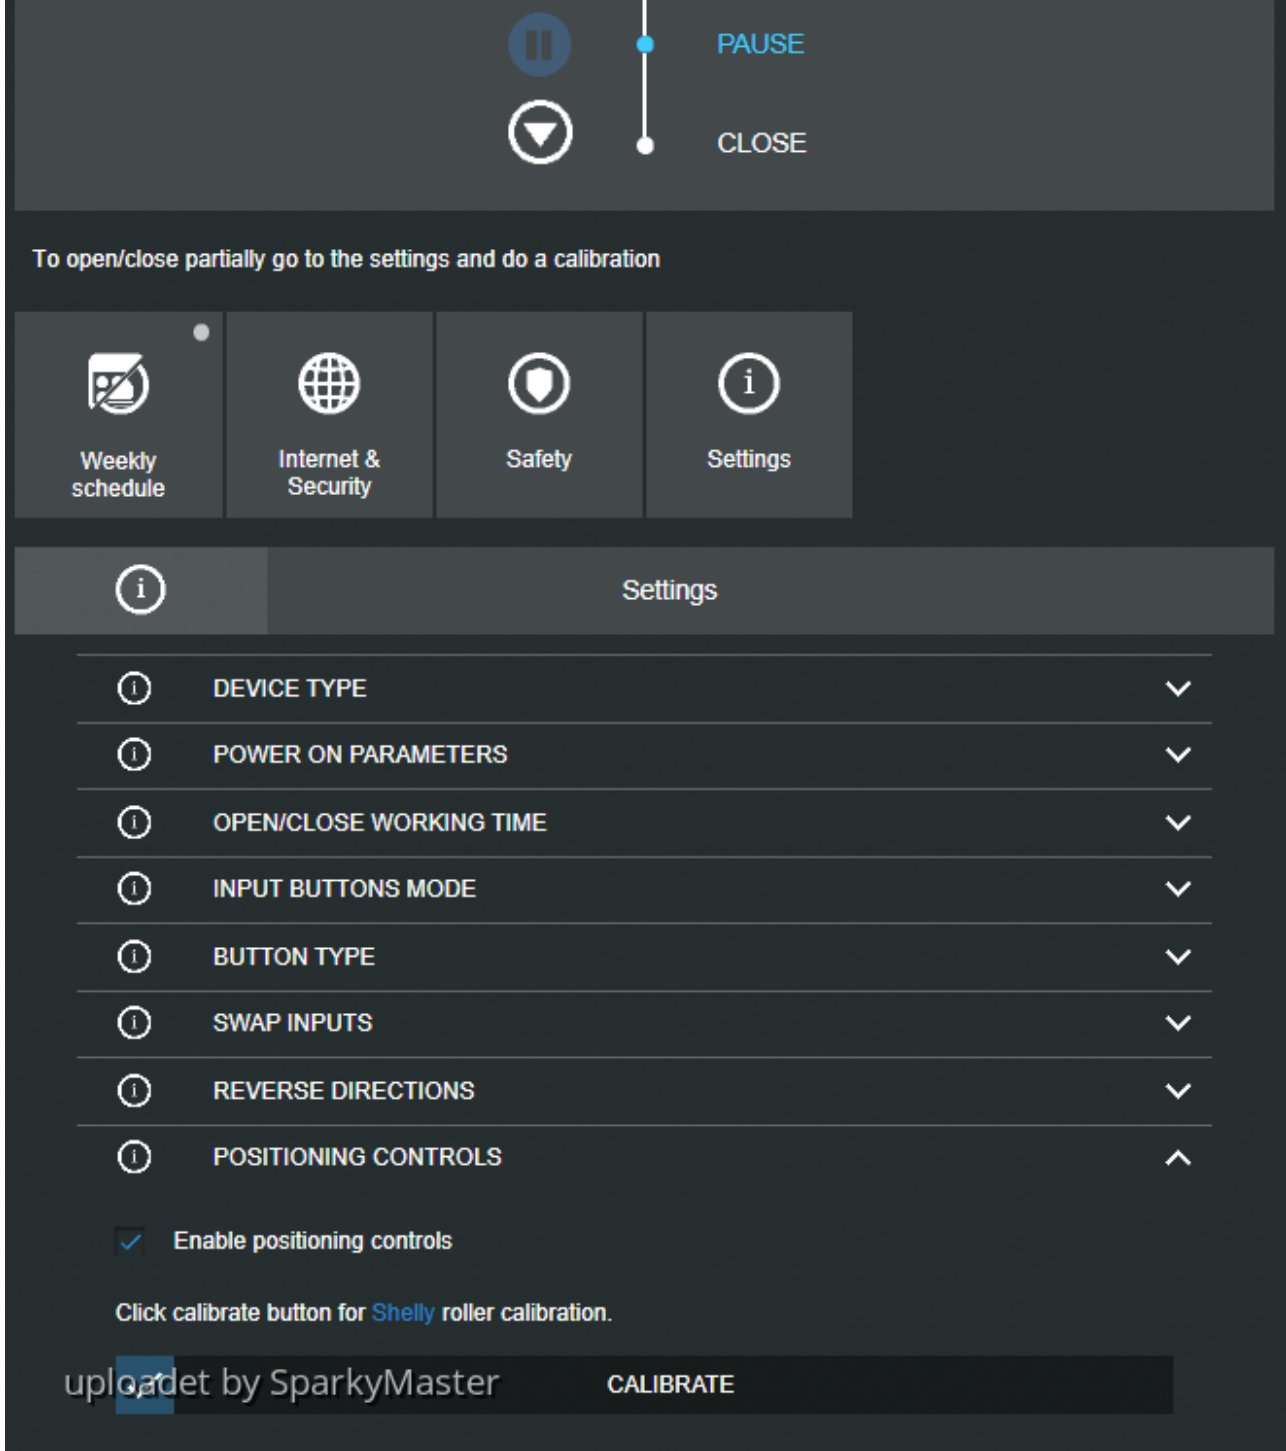 PAUSE
CLOSE
To open/close partially go to the settings and do a calibration
Weekly
schedule
Internet &
Security
Safety
Settings
Settings
DEVICE TYPE
POWER ON PARAMETERS
OPEN/CLOSE WORKING TIME
INPUT BUTTONS MODE
BUTTON TYPE
SWAP INPUTS
REVERSE DIRECTIONS
POSITIONING CONTROLS
Enable positioning controls
Click calibrate button for Shelly roller calibration.
CALIBRATE
uploadet by SparkyMaster